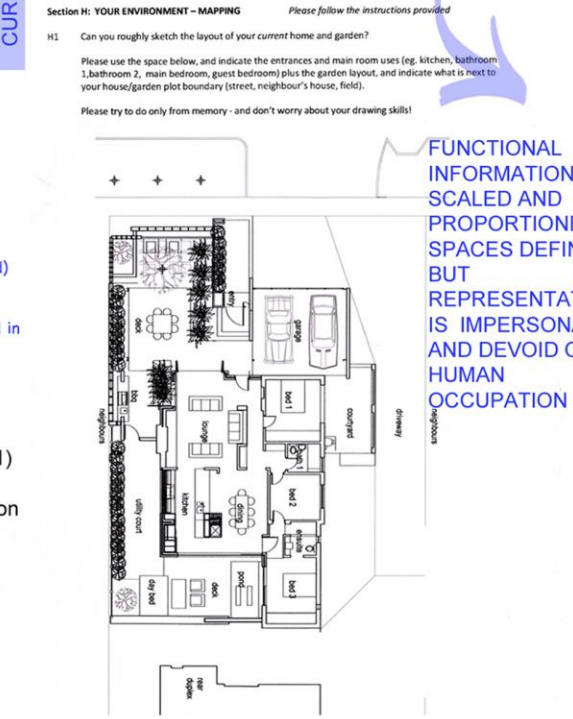 CUR
Section H: YOUR ENVIRONMENT – MAPPING Please follow the instructions provided
H1 Can you roughly sketch the layout of your current home and garden?
Please use the space below, and indicate the entrances and main room uses (eg. kitchen, bathroom
1,bathroom 2, main bedroom, guest bedroom) plus the garden layout, and indicate what is next to
your house/garden plot boundary (street, neighbour's house, field).
Please try to do only from memory - and don't worry about your drawing skills!
FUNCTIONAL
INFORMATION
SCALED AND
PROPORTIONE
SPACES DEFIN
BUT
REPRESENTAT
IS IMPERSONA
AND DEVOID O
HUMAN
OCCUPATION
)
in
)
on
entry
garage
deck
bbq
neighbours
bed 1
courtyard
driveway
neighbours
lounge
bed 2
utility court
kitchen
dining
ensuite
bed 3
pond
deck
day bed
rear
duplex